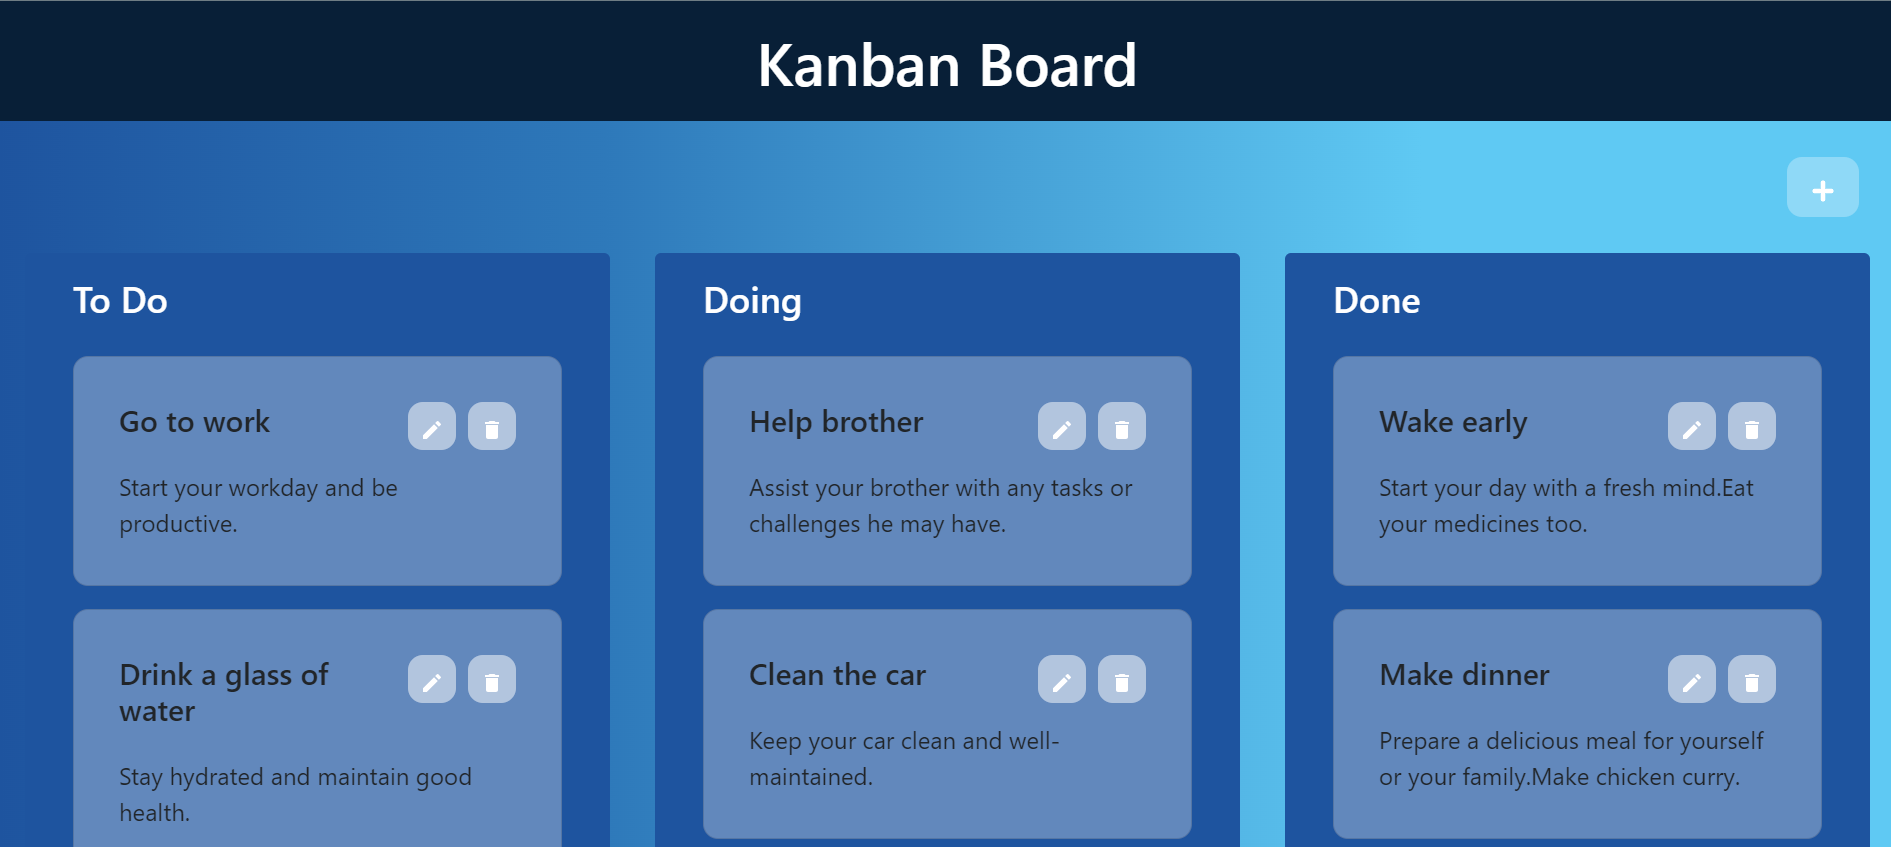 Kanban Board
+
To Do
Go to work
Start your workday and be
productive.
Drink a glass of
water
Stay hydrated and maintain good
health.
Doing
Help brother
Assist your brother with any tasks or
challenges he may have.
Clean the car
Keep your car clean and well-
maintained.
Done
Wake early
Start your day with a fresh mind.Eat
your medicines too.
Make dinner
Prepare a delicious meal for yourself
or your family.Make chicken curry.